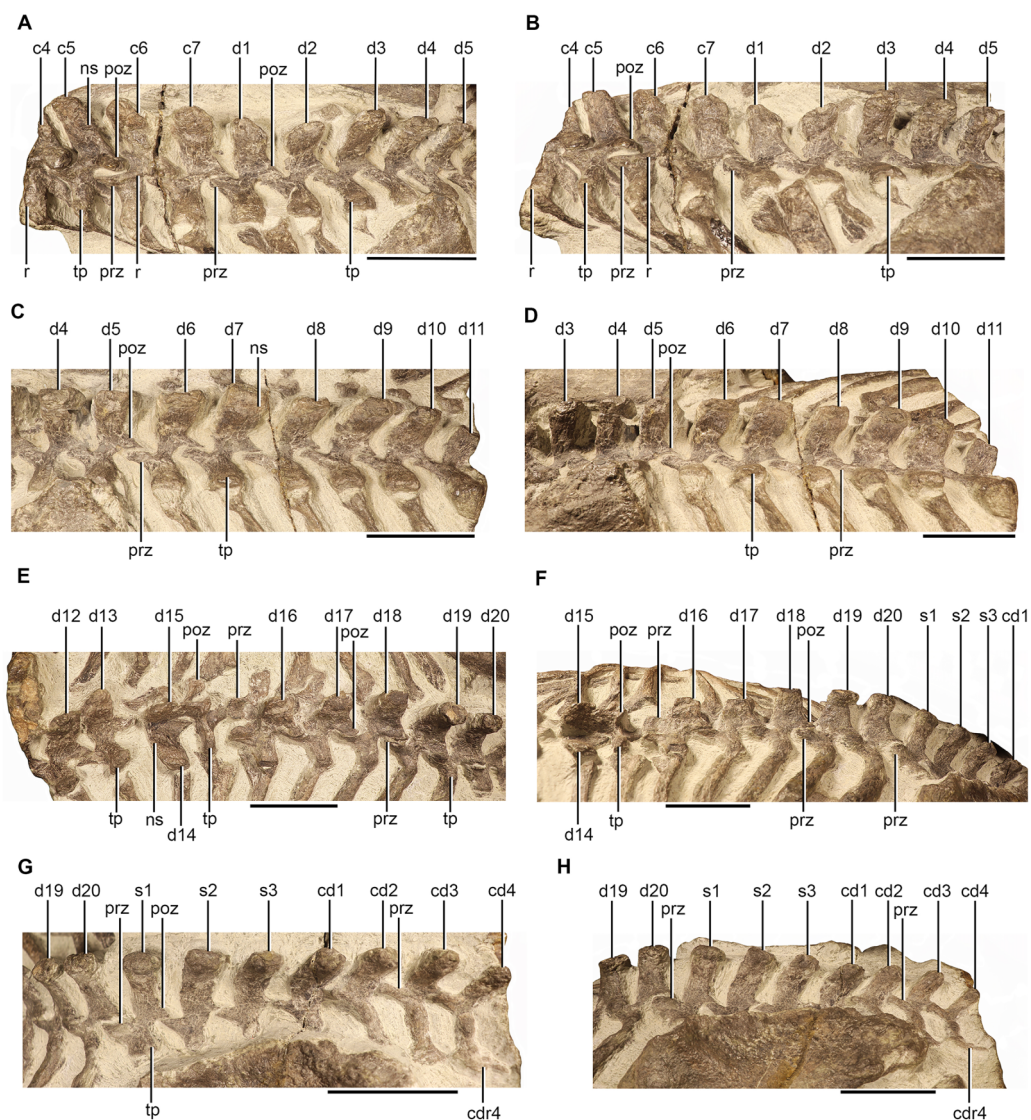 A
c4 c5 ns poz c6 c7 d1 poz d2 d3 d4 d5
r tp prz r prz tp
B
c4 c5 poz c6 c7 d1 d2 d3 d4 d5
r tp prz r prz tp
C
d4 d5 poz d6 d7 ns d8 d9 d10 d11
prz tp
D
d3 d4 d5 poz d6 d7 d8 d9 d10 d11
tp prz
E
d12 d13 d15 poz prz d16 d17 poz d18 d19 d20
tp ns d14 tp prz tp
F
d15 poz prz d16 d17 d18 poz d19 d20 s1 s2 s3 cd1
d14 tp prz prz
G
d19 d20 prz s1 poz s2 s3 cd1 cd2 prz cd3 cd4
tp cdr4
H
d19 d20 prz s1 s2 s3 cd1 cd2 prz cd3 cd4
cdr4